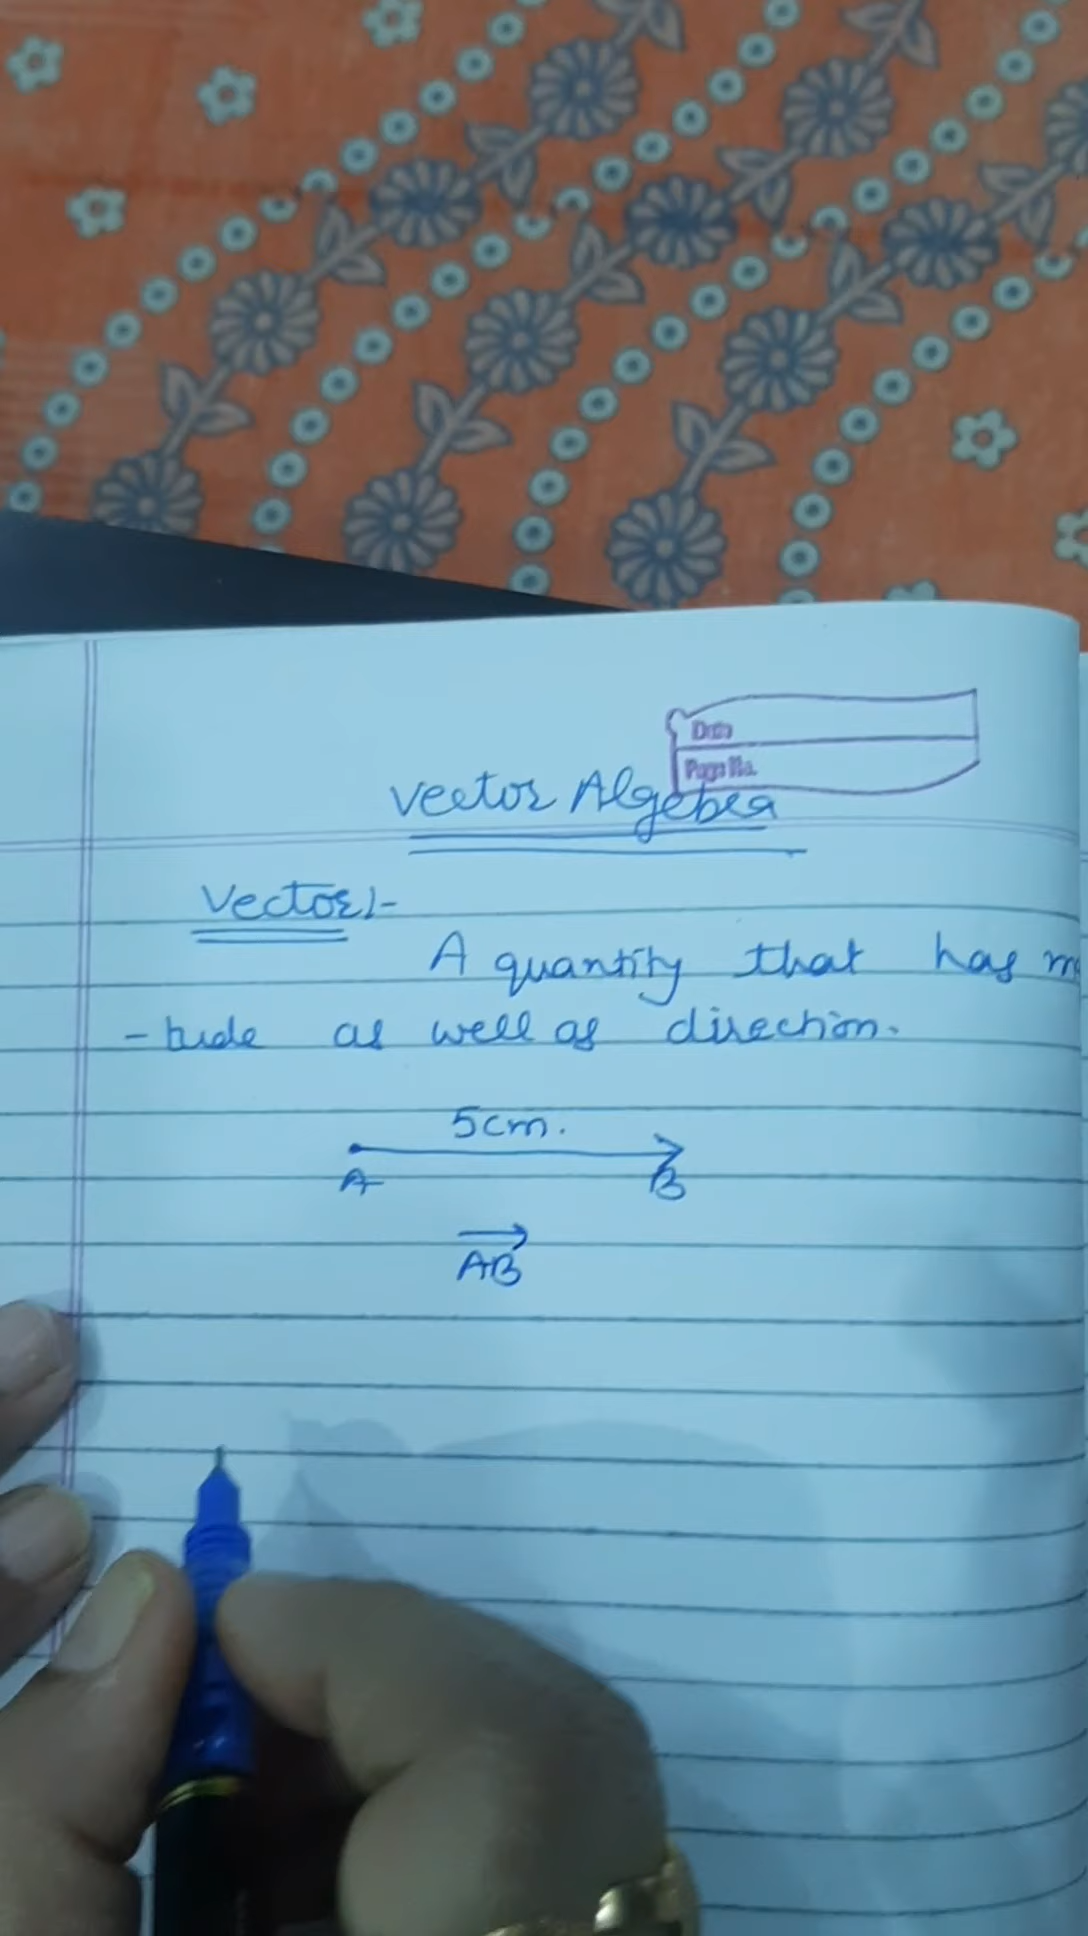 Date
Page No.
Vector Algebra
Vector:-
A quantity that has
-tude as well as direction.
5cm.
A B
AB